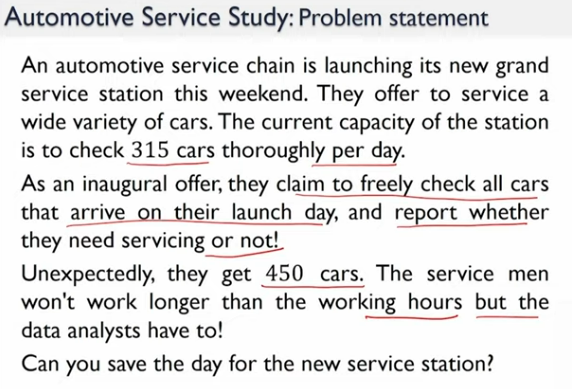 Automotive Service Study: Problem statement
An automotive service chain is launching its new grand
service station this weekend. They offer to service a
wide variety of cars. The current capacity of the station
is to check 315 cars thoroughly per day.
As an inaugural offer, they claim to freely check all cars
that arrive on their launch day, and report whether
they need servicing or not!
Unexpectedly, they get 450 cars. The service men
won't work longer than the working hours but the
data analysts have to!
Can you save the day for the new service station?